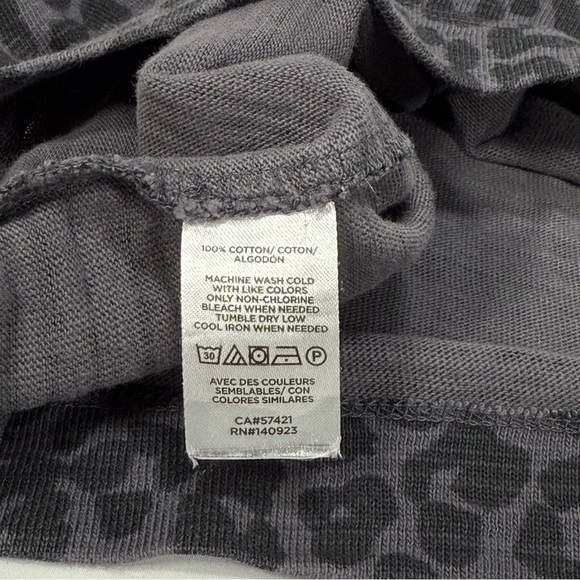 100% COTTON/ COTON/
ALGODÓN
MACHINE WASH COLD
WITH LIKE COLORS
ONLY NON-CHLORINE
BLEACH WHEN NEEDED
TUMBLE DRY LOW
COOL IRON WHEN NEEDED
30 P
AVEC DES COULEURS
SEMBLABLES/ CON
COLORES SIMILARES
CA#57421
RN#140923